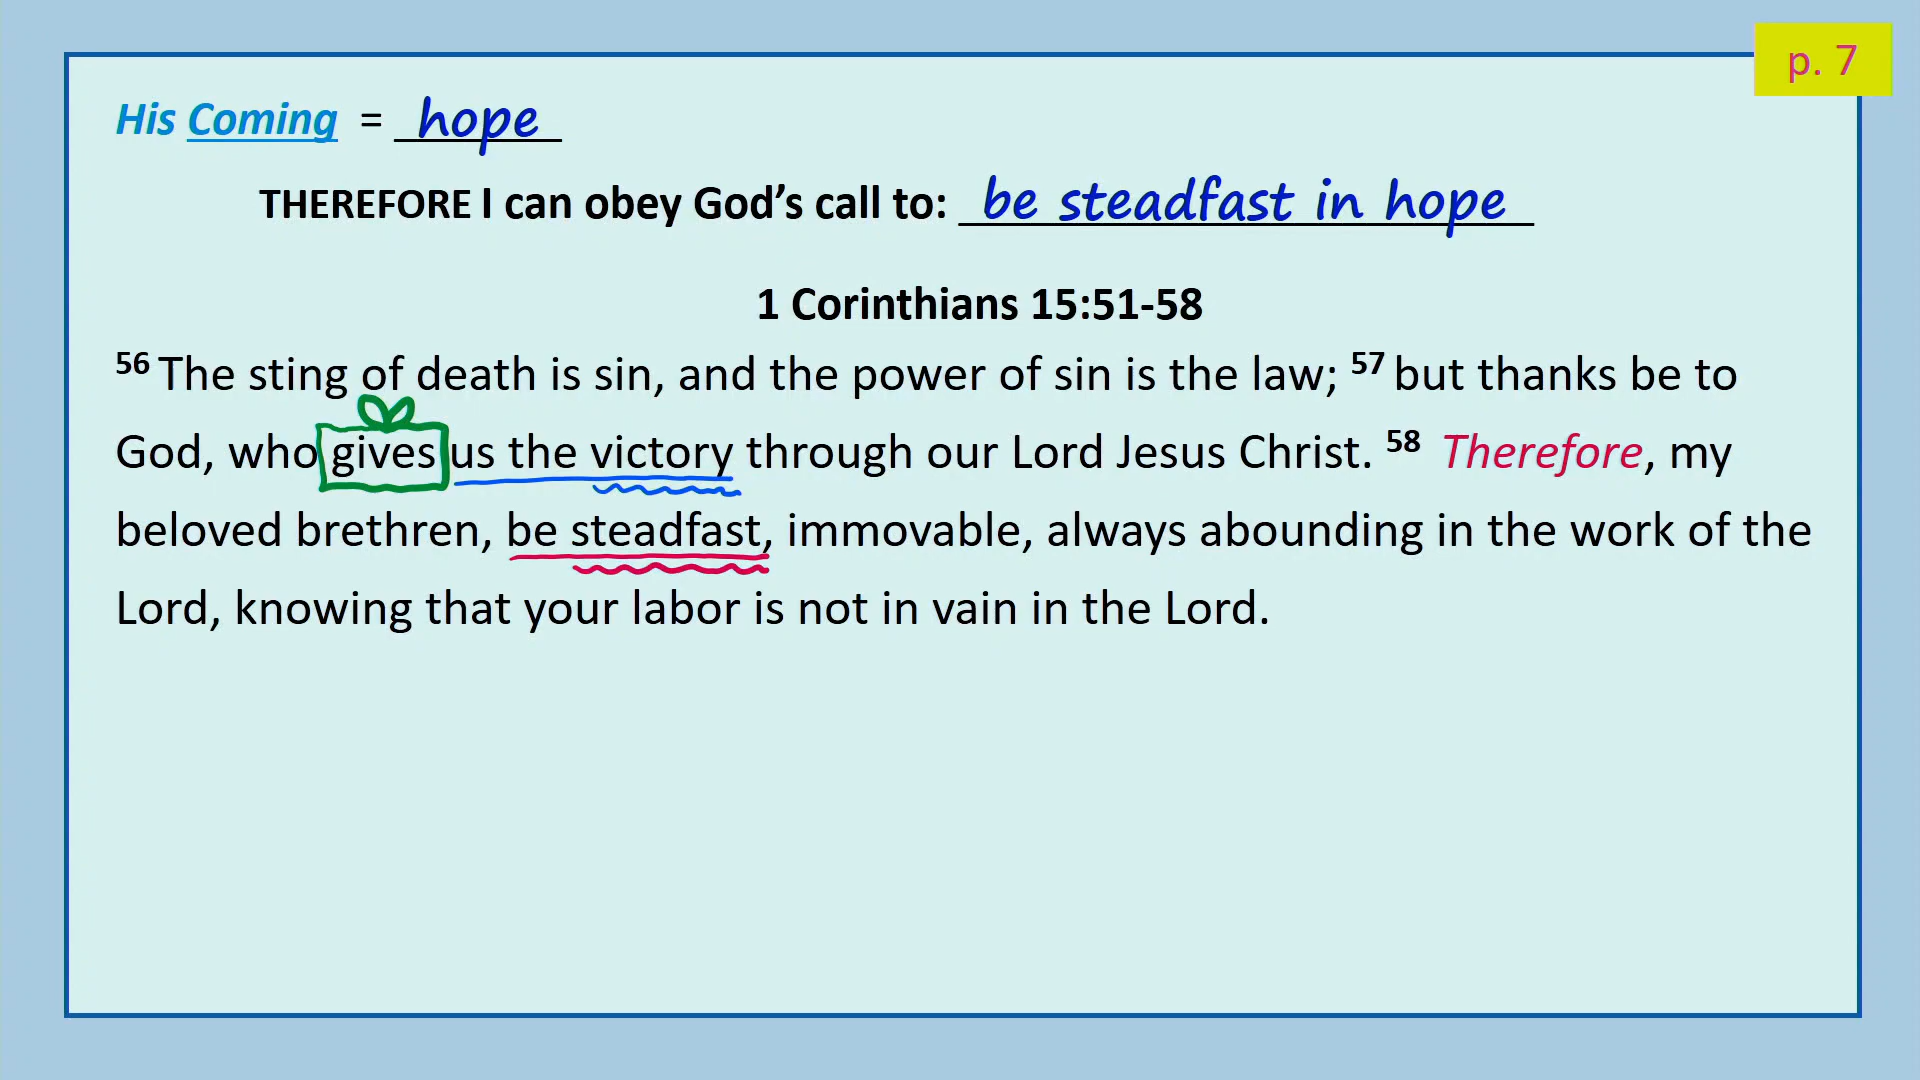 p. 7
His Coming = hope
THEREFORE I can obey God’s call to: be steadfast in hope
1 Corinthians 15:51-58
56 The sting of death is sin, and the power of sin is the law; 57 but thanks be to
God, who gives us the victory through our Lord Jesus Christ. 58 Therefore, my
beloved brethren, be steadfast, immovable, always abounding in the work of the
Lord, knowing that your labor is not in vain in the Lord.